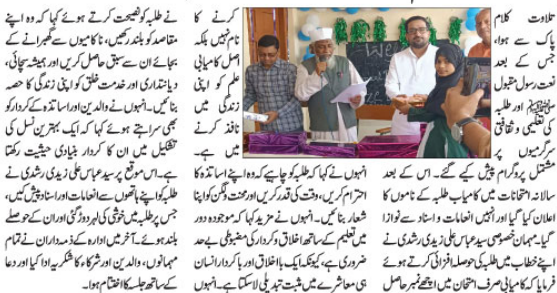 تلاوت کلام
پاک سے ہوا،
جس کے بعد
نعت رسول مقبول
ﷺ اور طلبہ
کی تعلیمی و ثقافتی
سرگرمیوں پر
مشتمل پروگرام پیش کیے گئے۔ اس کے بعد
سالانہ امتحانات میں کامیاب طلبہ کے ناموں کا
اعلان کیا گیا اور انہیں انعامات و اسناد سے نوازا
گیا۔ مہمان خصوصی سید عباس علی زیدی رشدی نے
اپنے خطاب میں طلبہ کی حوصلہ افزائی کرتے ہوئے
فرمایا کہ کامیابی صرف امتحان میں اچھے نمبر حاصل
کرنے کا
نام نہیں بلکہ
اصل کامیابی
علم کو اپنی
زندگی میں
نافذ کرنے
میں ہے۔
انہوں نے کہا کہ طلبہ کو چاہیے کہ وہ اپنے اساتذہ کا
احترام کریں، وقت کی قدر کریں اور محنت و لگن کو اپنا
شعار بنائیں۔ انہوں نے مزید کہا کہ موجودہ دور
میں تعلیم کے ساتھ اخلاق و کردار کی مضبوطی بے حد
ضروری ہے، کیونکہ ایک با اخلاق اور با کردار انسان
ہی معاشرے میں مثبت تبدیلی لا سکتا ہے۔ انہوں
نے طلبہ کو نصیحت کرتے ہوئے کہا کہ وہ اپنے
مقاصد کو بلند رکھیں، ناکامیوں سے گھبرانے کے
بجائے ان سے سبق حاصل کریں اور ہمیشہ سچائی،
دیانتداری اور خدمت خلق کو اپنی زندگی کا حصہ
بنائیں۔ انہوں نے والدین اور اساتذہ کے کردار کو
بھی سراہتے ہوئے کہا کہ ایک بہترین نسل کی
تشکیل میں ان کا کردار بنیادی حیثیت رکھتا
ہے۔ اس موقع پر سید عباس علی زیدی رشدی نے
طلبہ کو اپنے ہاتھوں سے انعامات اور اسناد پیش کیں،
جس پر طلبہ میں خوشی کی لہر دوڑ گئی اور ان کے حوصلے
بلند ہوئے۔ آخر میں ادارہ کے ذمہ داران نے تمام
مہمانوں، والدین اور شرکاء کا شکریہ ادا کیا اور دعا
کے ساتھ جلسہ کا اختتام ہوا۔